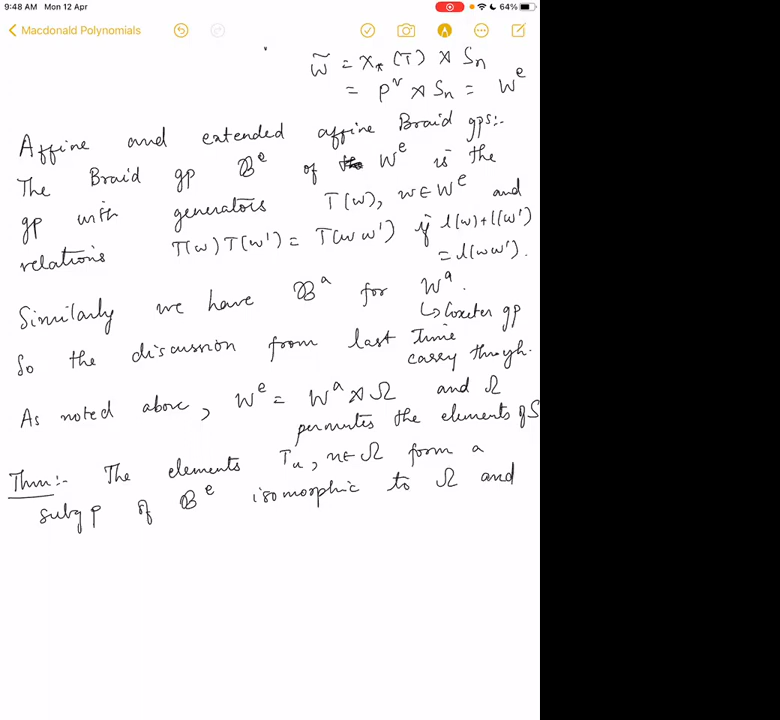 9:48 AM Mon 12 Apr 64%
Macdonald Polynomials
W̃ = X_*(T) ⋊ Sₙ
= P^∨ ⋊ Sₙ = W^e
Affine and extended affine Braid gps:-
The Braid gp 𝔅^e of W^e is the
gp with generators T(w), w ∈ W^e and
relations T(w)T(w') = T(ww') if l(w)+l(w')
= l(ww').
Similarly we have 𝔅^a for W^a.
↳ Coxeter gp
So the discussion from last time
carry through.
As noted above, W^e = W^a ⋊ Ω and Ω
permutes the elements of S
Thm:- The elements T_u, u ∈ Ω form a
subgp of 𝔅^e isomorphic to Ω and